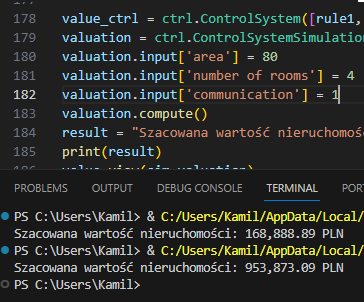 178 value_ctrl = ctrl.ControlSystem([rule1,
179 valuation = ctrl.ControlSystemSimulation
180 valuation.input['area'] = 80
181 valuation.input['number of rooms'] = 4
182 valuation.input['communication'] = 1
183 valuation.compute()
184 result = "Szacowana wartość nieruchomoś
185 print(result)
PROBLEMS OUTPUT DEBUG CONSOLE TERMINAL PORT
PS C:\Users\Kamil> & C:/Users/Kamil/AppData/Local/
Szacowana wartość nieruchomości: 168,888.89 PLN
PS C:\Users\Kamil> & C:/Users/Kamil/AppData/Local/
Szacowana wartość nieruchomości: 953,873.09 PLN
PS C:\Users\Kamil>